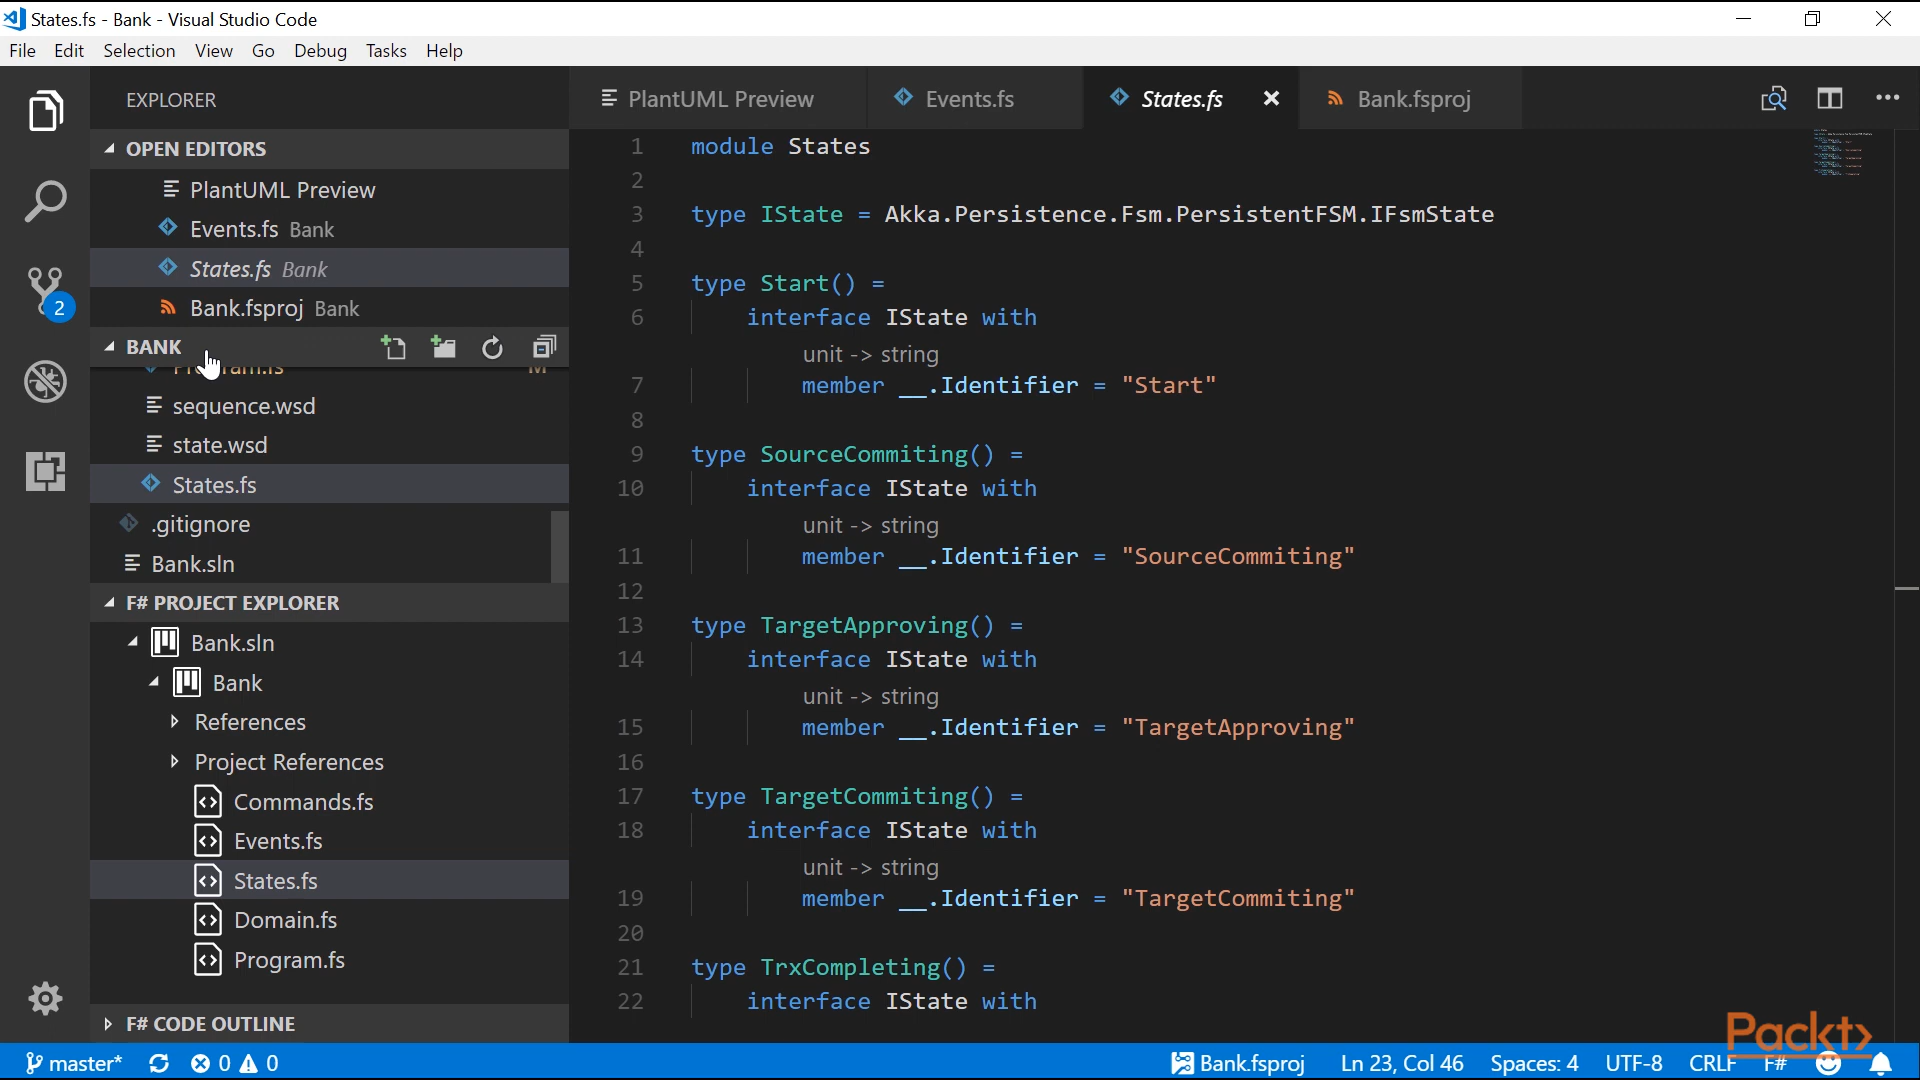 States.fs - Bank - Visual Studio Code
File Edit Selection View Go Debug Tasks Help
EXPLORER
OPEN EDITORS
PlantUML Preview
Events.fs Bank
States.fs Bank
Bank.fsproj Bank
BANK
Program.fs M
sequence.wsd
state.wsd
States.fs
.gitignore
Bank.sln
F# PROJECT EXPLORER
Bank.sln
Bank
References
Project References
Commands.fs
Events.fs
States.fs
Domain.fs
Program.fs
F# CODE OUTLINE
2
PlantUML Preview Events.fs States.fs Bank.fsproj
1 module States
2
3 type IState = Akka.Persistence.Fsm.PersistentFSM.IFsmState
4
5 type Start() =
6 interface IState with
unit -> string
7 member __.Identifier = "Start"
8
9 type SourceCommiting() =
10 interface IState with
unit -> string
11 member __.Identifier = "SourceCommiting"
12
13 type TargetApproving() =
14 interface IState with
unit -> string
15 member __.Identifier = "TargetApproving"
16
17 type TargetCommiting() =
18 interface IState with
unit -> string
19 member __.Identifier = "TargetCommiting"
20
21 type TrxCompleting() =
22 interface IState with
Packt>
master* 0 0 Bank.fsproj Ln 23, Col 46 Spaces: 4 UTF-8 CRLF F#